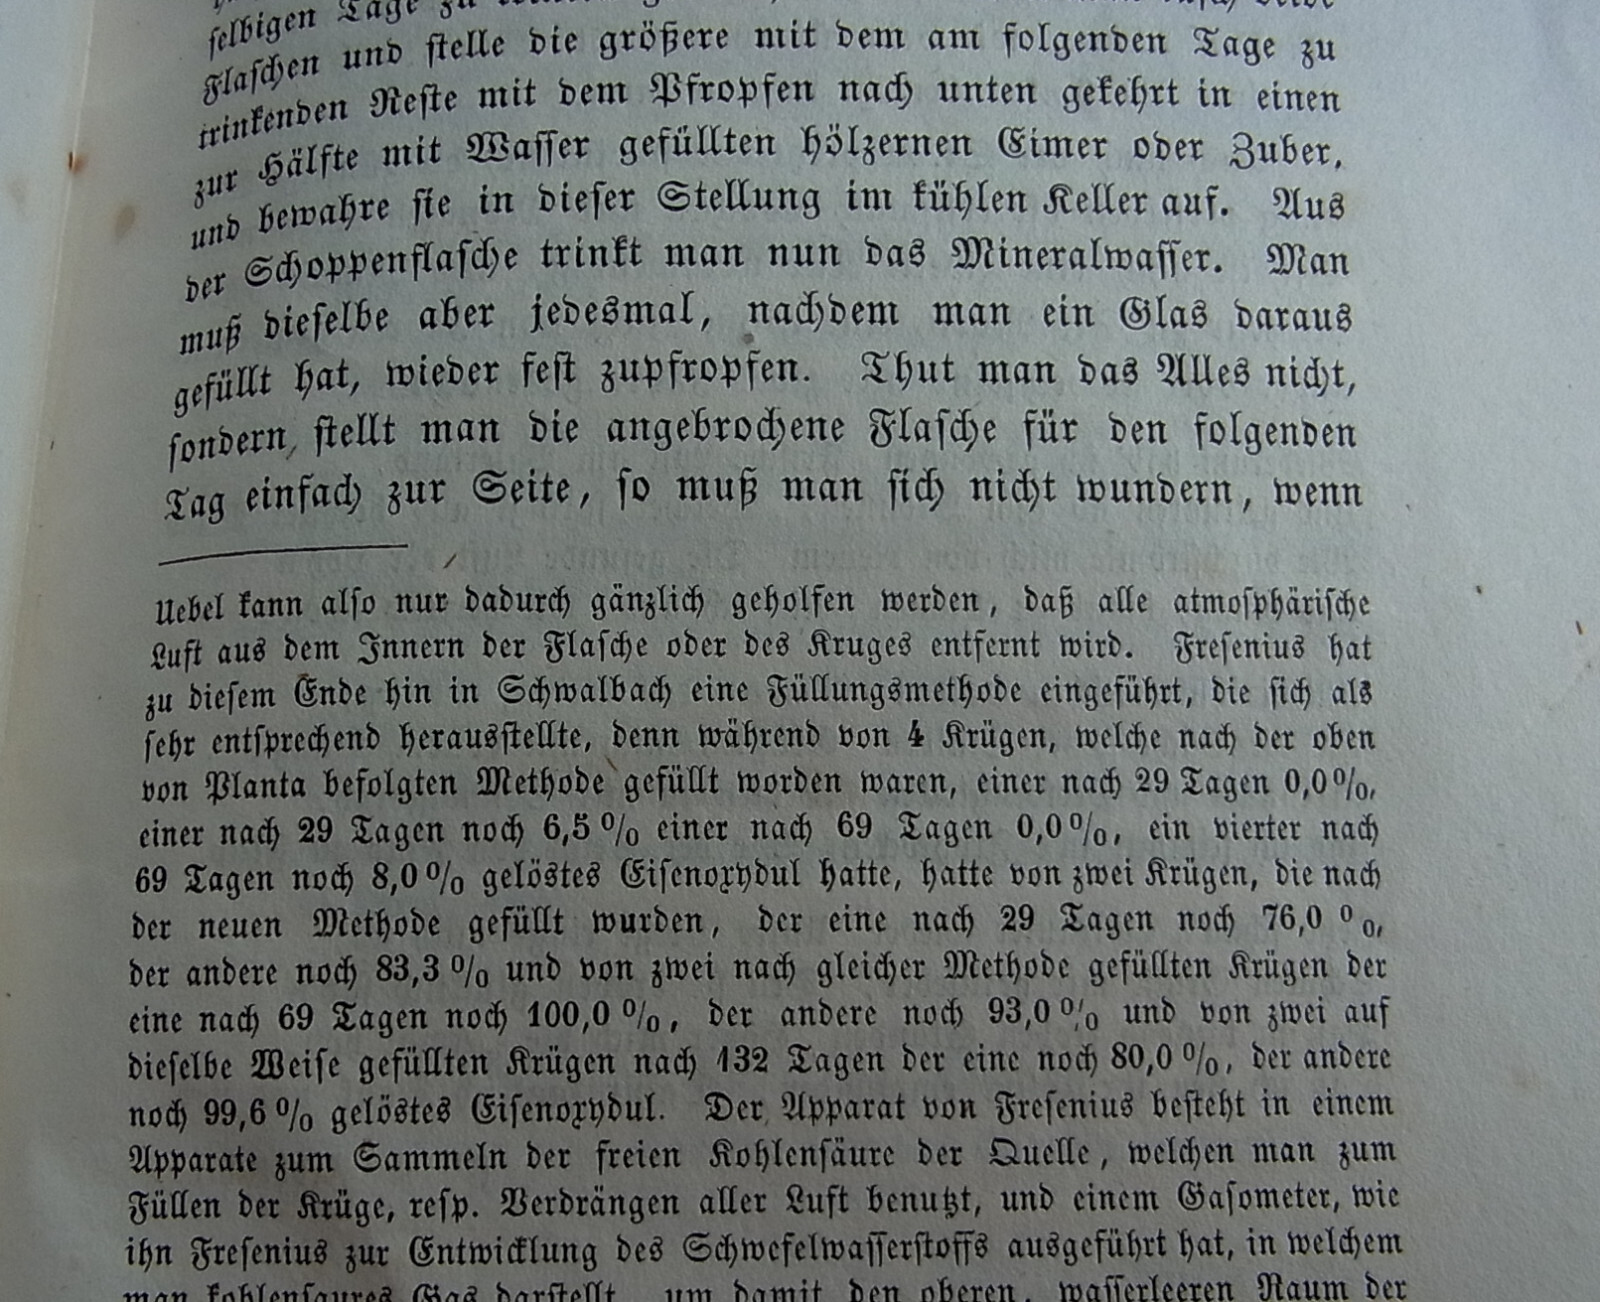 selbigen Tage zu
Flaschen und stelle die größere mit dem am folgenden Tage zu
trinkenden Reste mit dem Pfropfen nach unten gekehrt in einen
zur Hälfte mit Wasser gefüllten hölzernen Eimer oder Zuber,
und bewahre sie in dieser Stellung im kühlen Keller auf. Aus
der Schoppenflasche trinkt man nun das Mineralwasser. Man
muß dieselbe aber jedesmal, nachdem man ein Glas daraus
gefüllt hat, wieder fest zupfropfen. Thut man das Alles nicht,
sondern, stellt man die angebrochene Flasche für den folgenden
Tag einfach zur Seite, so muß man sich nicht wundern, wenn
Uebel kann also nur dadurch gänzlich geholfen werden, daß alle atmosphärische
Luft aus dem Innern der Flasche oder des Kruges entfernt wird. Fresenius hat
zu diesem Ende hin in Schwalbach eine Füllungsmethode eingeführt, die sich als
sehr entsprechend herausstellte, denn während von 4 Krügen, welche nach der oben
von Planta befolgten Methode gefüllt worden waren, einer nach 29 Tagen 0,0%,
einer nach 29 Tagen noch 6,5% einer nach 69 Tagen 0,0%, ein vierter nach
69 Tagen noch 8,0% gelöstes Eisenoxydul hatte, hatte von zwei Krügen, die nach
der neuen Methode gefüllt wurden, der eine nach 29 Tagen noch 76,0 %,
der andere noch 83,3% und von zwei nach gleicher Methode gefüllten Krügen der
eine nach 69 Tagen noch 100,0%, der andere noch 93,0% und von zwei auf
dieselbe Weise gefüllten Krügen nach 132 Tagen der eine noch 80,0%, der andere
noch 99,6% gelöstes Eisenoxydul. Der Apparat von Fresenius besteht in einem
Apparate zum Sammeln der freien Kohlensäure der Quelle, welchen man zum
Füllen der Krüge, resp. Verdrängen aller Luft benutzt, und einem Gasometer, wie
ihn Fresenius zur Entwicklung des Schwefelwasserstoffs ausgeführt hat, in welchem
man kohlensaures Gas darstellt, um damit den oberen, wasserleeren Raum der